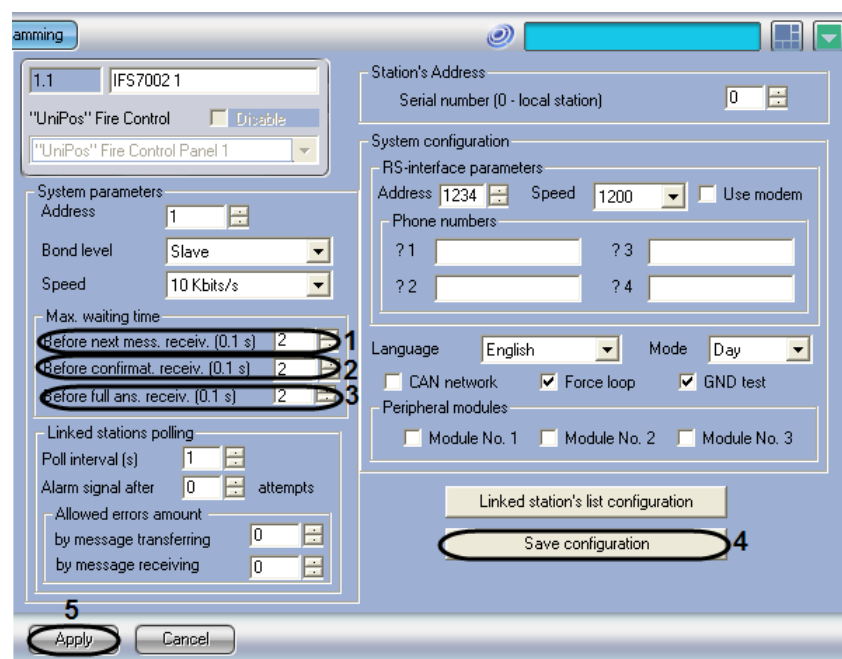 amming
1.1 IFS7002 1
"UniPos" Fire Control Disable
"UniPos" Fire Control Panel 1
System parameters
Address 1
Bond level Slave
Speed 10 Kbits/s
Max. waiting time
Before next mess. receiv. (0.1 s) 2 1
Before confirmat. receiv. (0.1 s) 2 2
Before full ans. receiv. (0.1 s) 2 3
Linked stations polling
Poll interval (s) 1
Alarm signal after 0 attempts
Allowed errors amount
by message transferring 0
by message receiving 0
Station's Address
Serial number (0 - local station) 0
System configuration
RS-interface parameters
Address 1234 Speed 1200 Use modem
Phone numbers
? 1 ? 3
? 2 ? 4
Language English Mode Day
CAN network Force loop GND test
Peripheral modules
Module No. 1 Module No. 2 Module No. 3
Linked station's list configuration
Save configuration 4
5
Apply Cancel